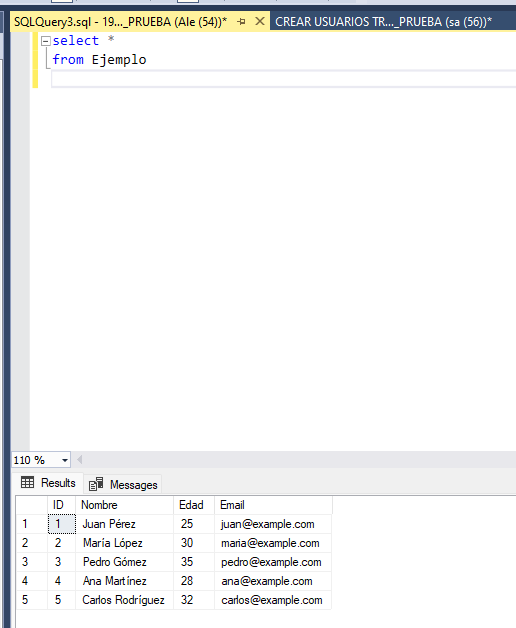 SQLQuery3.sql - 19..._PRUEBA (Ale (54))* CREAR USUARIOS TR..._PRUEBA (sa (56))*
select *
from Ejemplo
110 %
Results Messages
ID Nombre Edad Email
1 1 Juan Pérez 25 juan@example.com
2 2 María López 30 maria@example.com
3 3 Pedro Gómez 35 pedro@example.com
4 4 Ana Martínez 28 ana@example.com
5 5 Carlos Rodríguez 32 carlos@example.com